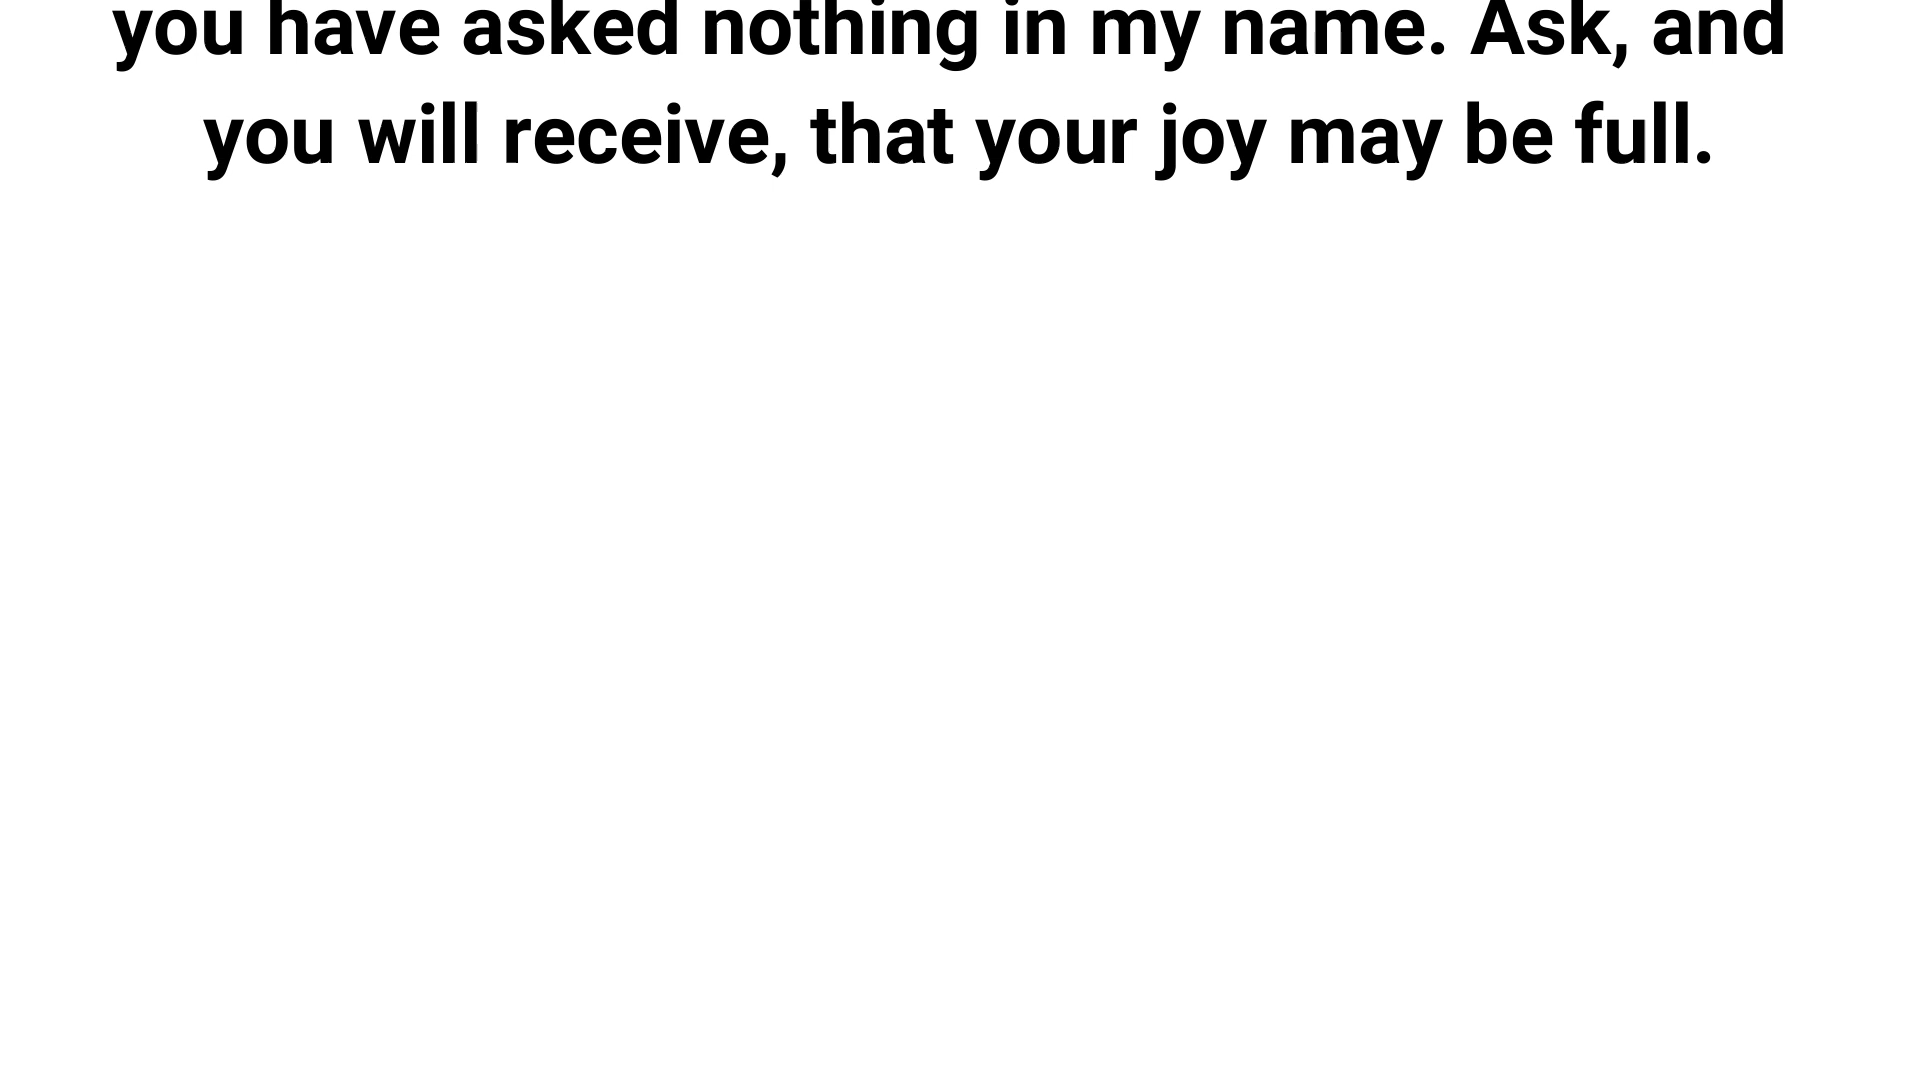 you have asked nothing in my name. Ask, and
you will receive, that your joy may be full.